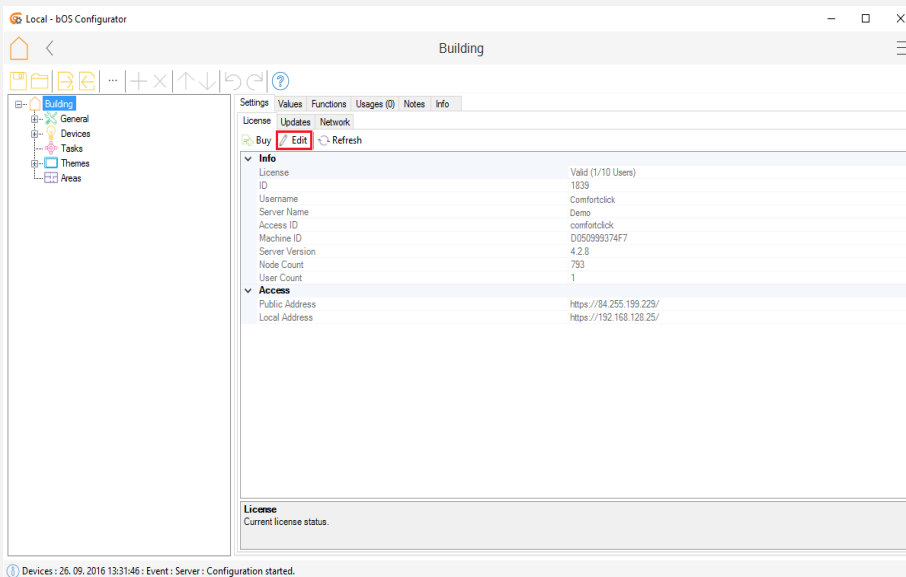 Local - bOS Configurator
Building
...
Building
General
Devices
Tasks
Themes
Areas
Settings Values Functions Usages (0) Notes Info
License Updates Network
Buy Edit Refresh
Info
License Valid (1/10 Users)
ID 1839
Username Comfortclick
Server Name Demo
Access ID comfortclick
Machine ID D050999374F7
Server Version 4.2.8
Node Count 793
User Count 1
Access
Public Address https://84.255.199.229/
Local Address https://192.168.128.25/
License
Current license status.
Devices : 26. 09. 2016 13:31:46 : Event : Server : Configuration started.